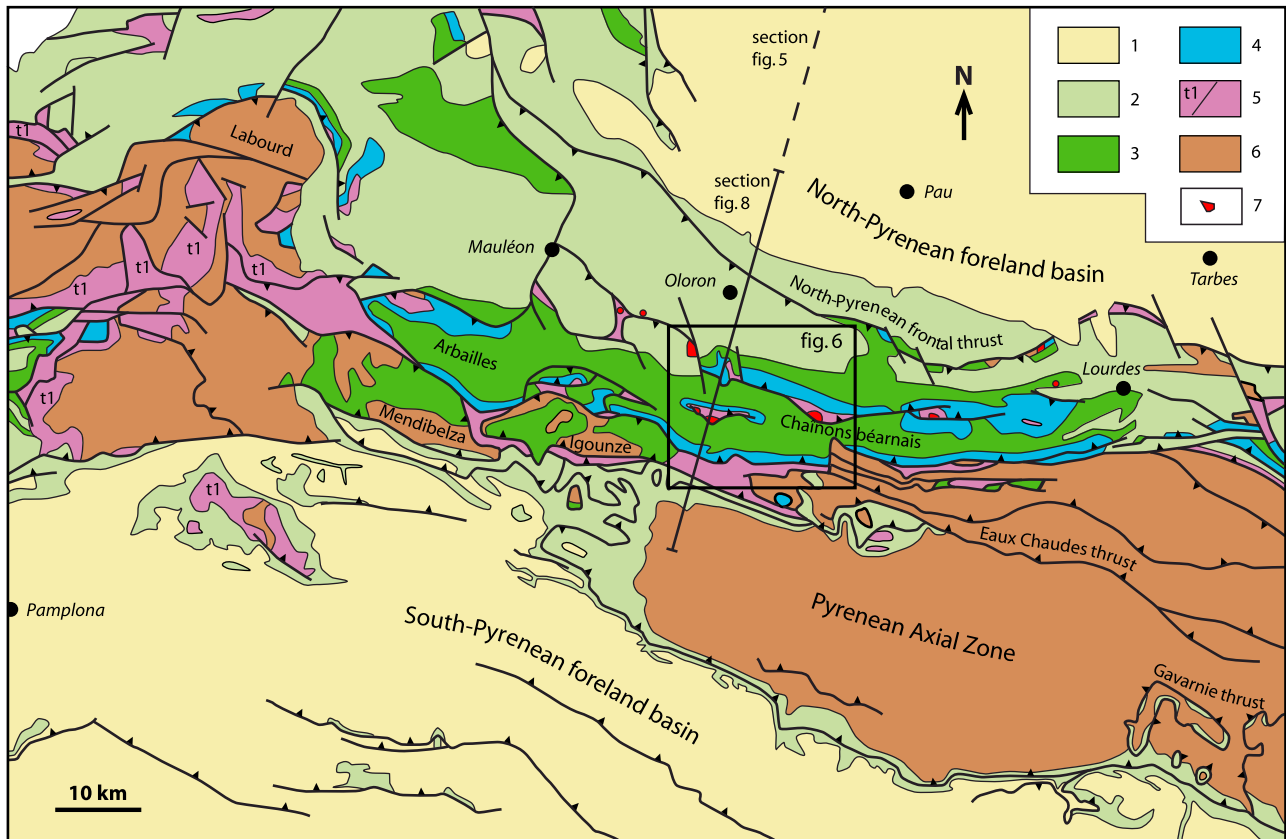 section
fig. 5
N
1
4
2
t1
5
3
6
7
t1
Labourd
section
fig. 8
Pau
North-Pyrenean foreland basin
Mauléon
Tarbes
t1
t1
t1
Oloron
North-Pyrenean frontal thrust
fig. 6
Arbailles
Lourdes
t1
Mendibelza
Igounze
Chaînons béarnais
t1
Eaux Chaudes thrust
Pamplona
South-Pyrenean foreland basin
Pyrenean Axial Zone
Gavarnie thrust
10 km